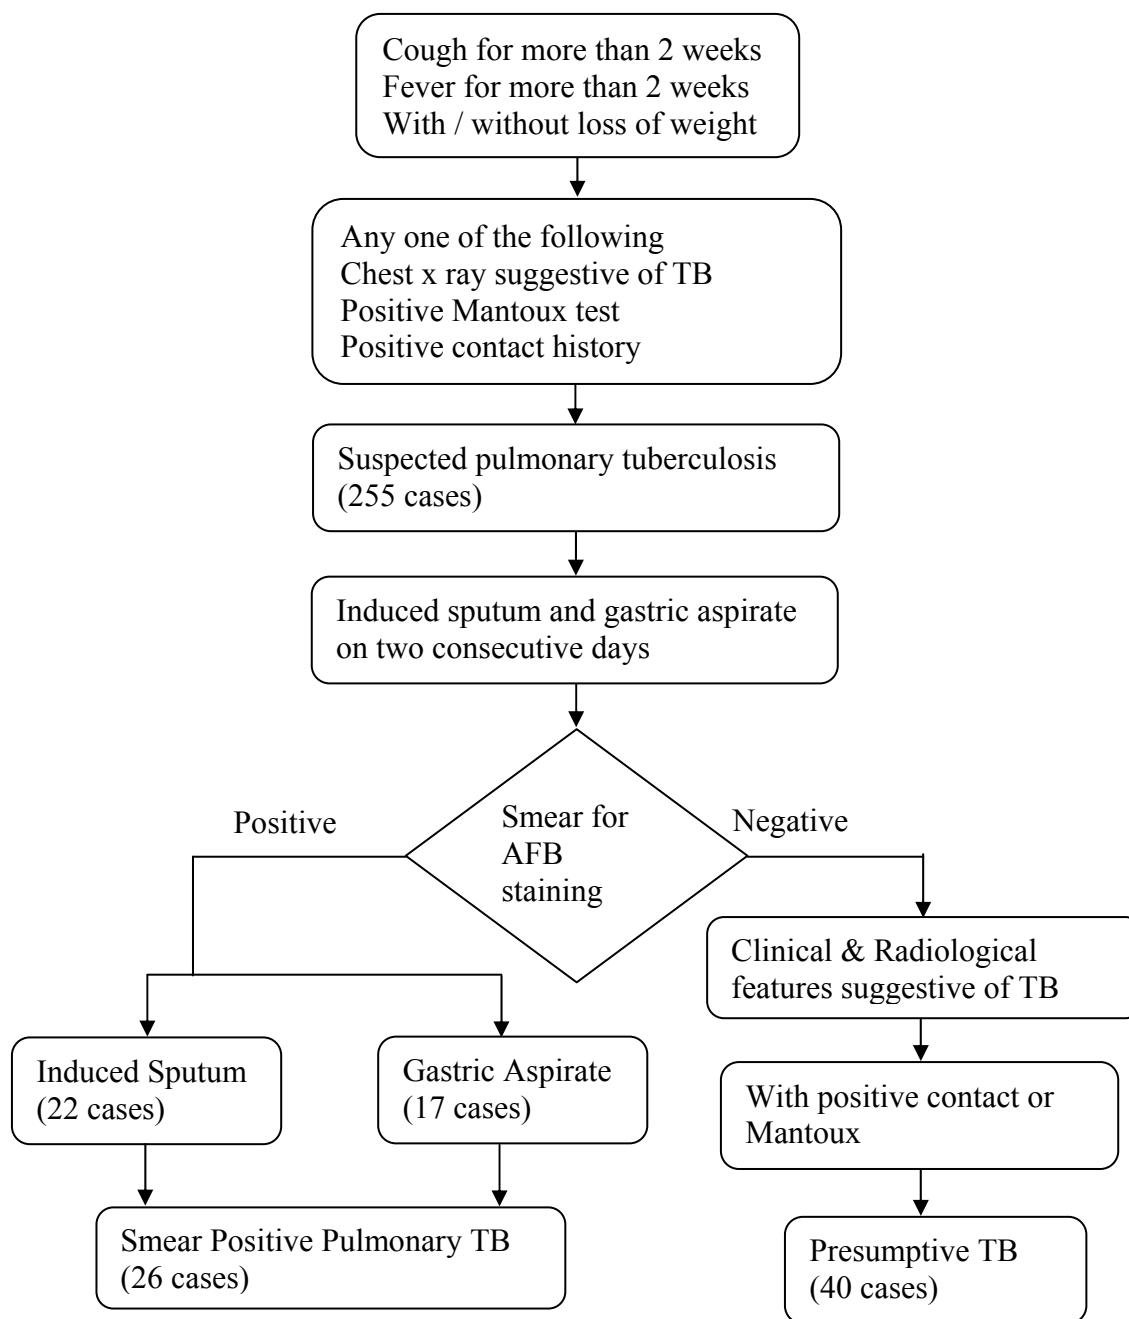 Cough for more than 2 weeks
Fever for more than 2 weeks
With / without loss of weight
Any one of the following
Chest x ray suggestive of TB
Positive Mantoux test
Positive contact history
Suspected pulmonary tuberculosis
(255 cases)
Induced sputum and gastric aspirate
on two consecutive days
Smear for
AFB
staining
Positive
Negative
Clinical & Radiological
features suggestive of TB
Induced Sputum
(22 cases)
Gastric Aspirate
(17 cases)
With positive contact or
Mantoux
Smear Positive Pulmonary TB
(26 cases)
Presumptive TB
(40 cases)